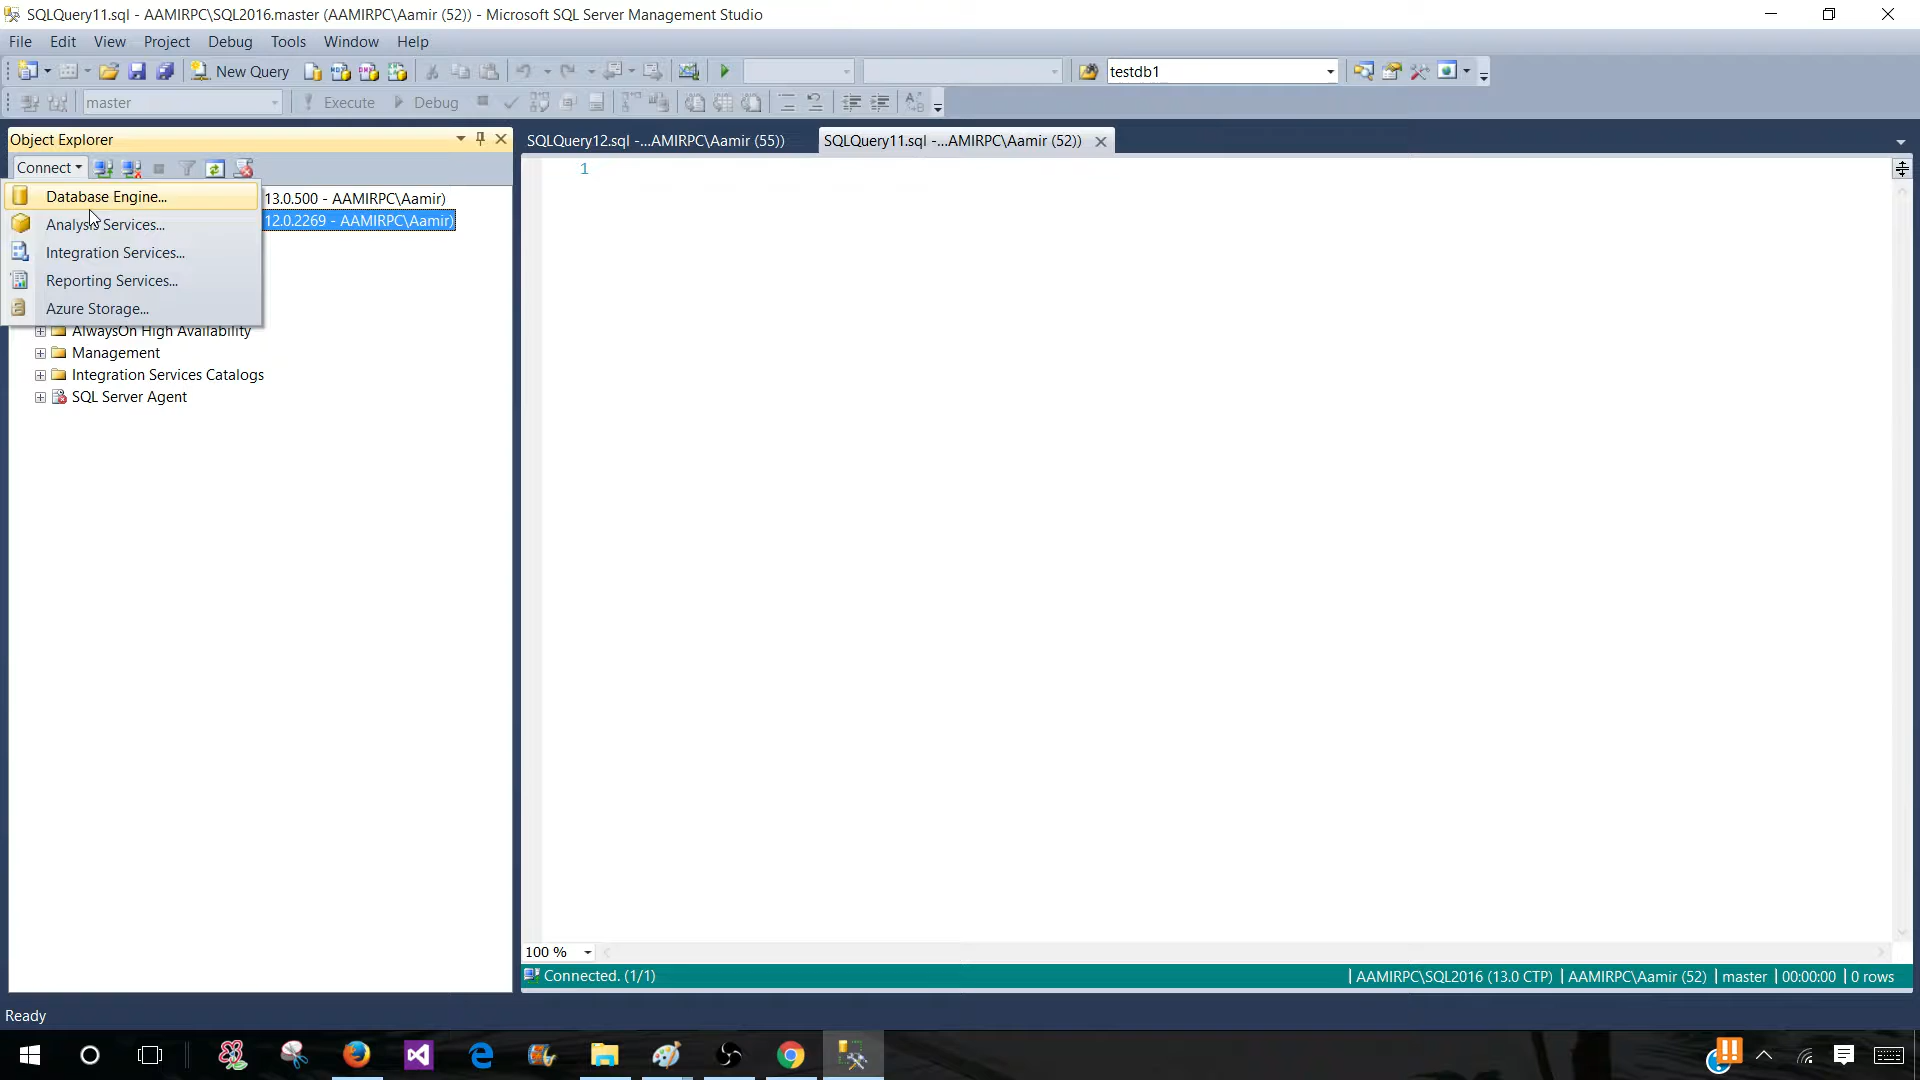 SQLQuery11.sql - AAMIRPC\SQL2016.master (AAMIRPC\Aamir (52)) - Microsoft SQL Server Management Studio
File Edit View Project Debug Tools Window Help
New Query testdb1
master Execute Debug
Object Explorer
SQLQuery12.sql -...AMIRPC\Aamir (55)) SQLQuery11.sql -...AMIRPC\Aamir (52))
Connect
1
Database Engine...
13.0.500 - AAMIRPC\Aamir)
Analysis Services...
12.0.2269 - AAMIRPC\Aamir)
Integration Services...
Reporting Services...
Azure Storage...
AlwaysOn High Availability
Management
Integration Services Catalogs
SQL Server Agent
100 %
Connected. (1/1) AAMIRPC\SQL2016 (13.0 CTP) AAMIRPC\Aamir (52) master 00:00:00 0 rows
Ready